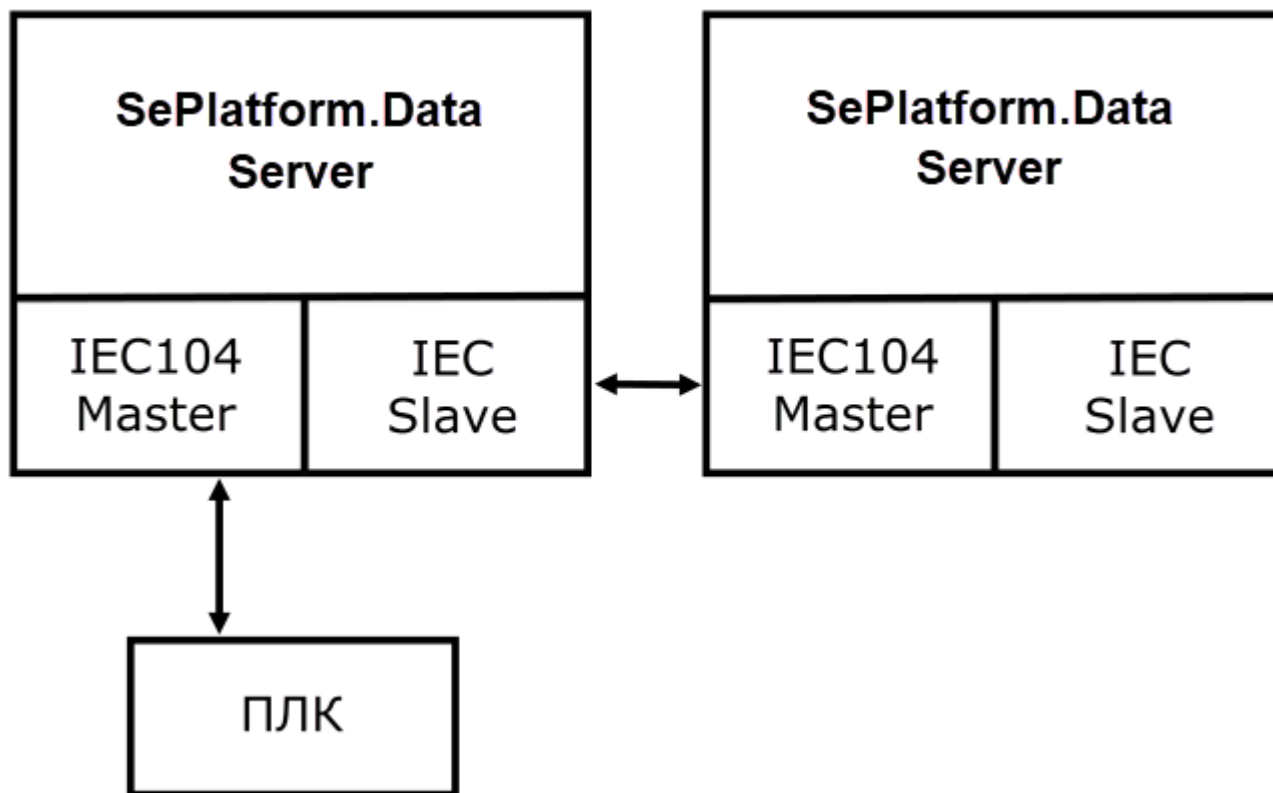 SePlatform.Data
Server
SePlatform.Data
Server
IEC104
Master
IEC
Slave
IEC104
Master
IEC
Slave
ПЛК